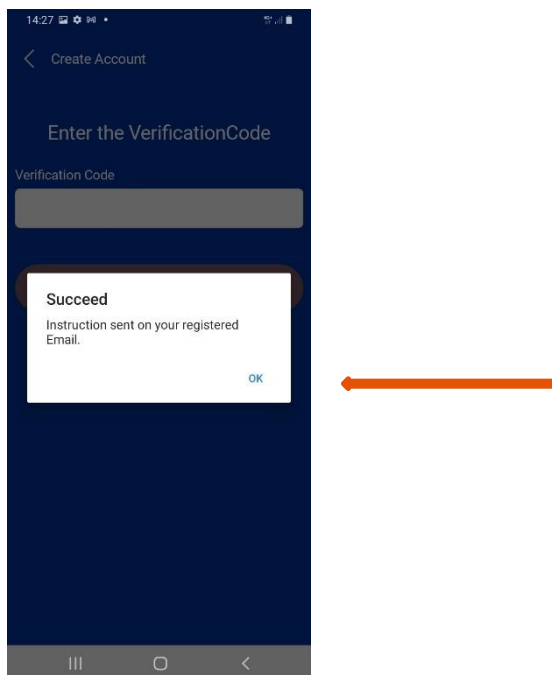 14:27
Create Account
Enter the VerificationCode
Verification Code
Succeed
Instruction sent on your registered
Email.
OK